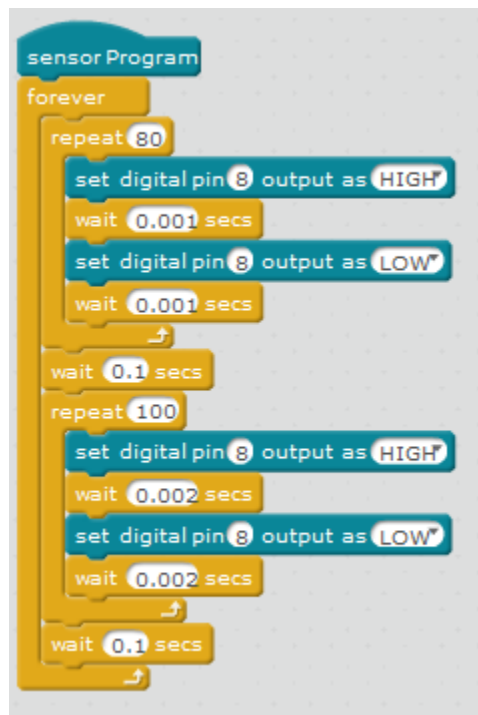 sensor Program
forever
repeat 80
set digital pin 8 output as HIGH
wait 0.001 secs
set digital pin 8 output as LOW
wait 0.001 secs
wait 0.1 secs
repeat 100
set digital pin 8 output as HIGH
wait 0.002 secs
set digital pin 8 output as LOW
wait 0.002 secs
wait 0.1 secs